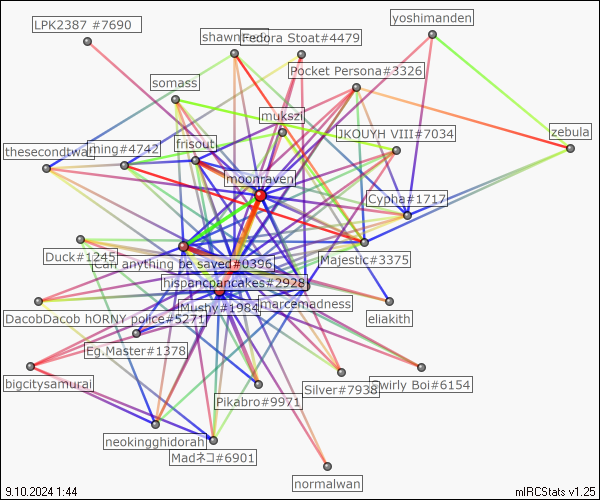 LPK2387 #7690
yoshimanden
Fedora Stoat#4479
Pocket Persona#3326
somass
mukszi
JKOUYH VIII#7034
zebula
frisout
ming#4742
moonraven
Cypha#1717
Majestic#3375
Duck#1245
Can anything be saved#0396
hispancpancakes#2928
Mushy#1984
marcemadness
DacobDacob hORNY police#5271
eliakith
Eg.Master#1378
bigcitysamurai
Silver#7938
Swirly Boi#6154
Pikabro#9971
neokingghidorah
Madネコ#6901
normalwan
9.10.2024 1:44
mIRCStats v1.25